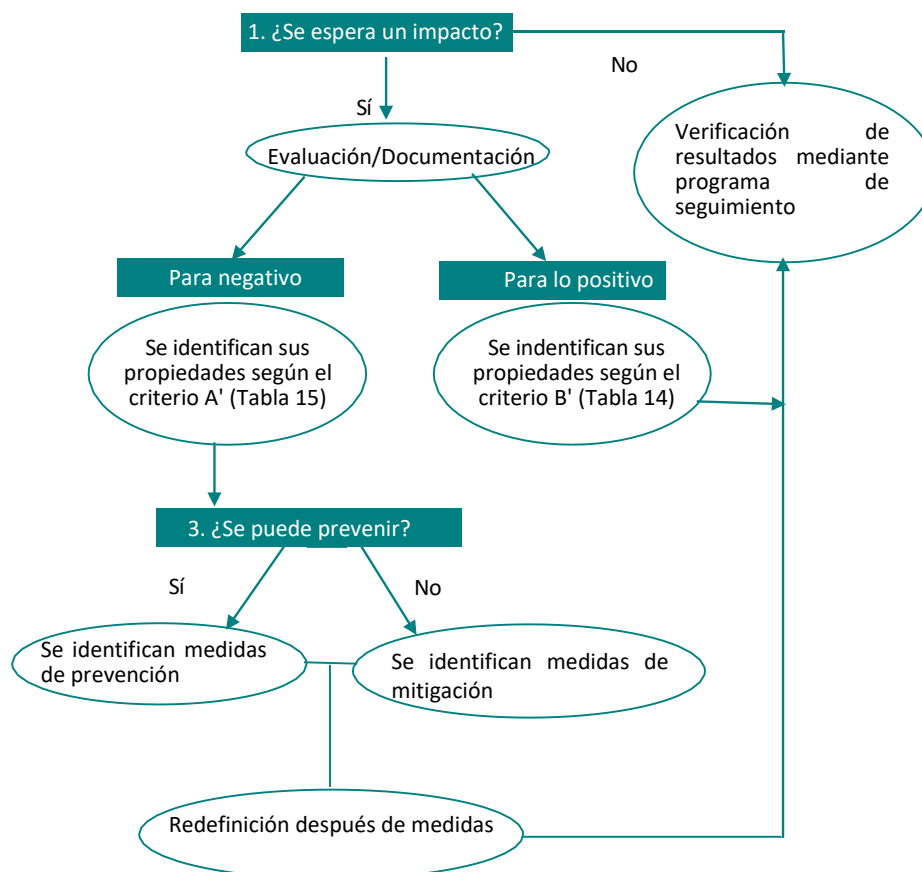 1. ¿Se espera un impacto?
No
Sí
Verificación de
resultados mediante
programa de
seguimiento
Evaluación/Documentación
Para negativo
Para lo positivo
Se identifican sus
propiedades según el
criterio A' (Tabla 15)
Se indentifican sus
propiedades según el
criterio B' (Tabla 14)
3. ¿Se puede prevenir?
Sí
No
Se identifican medidas
de prevención
Se identifican medidas de
mitigación
Redefinición después de medidas